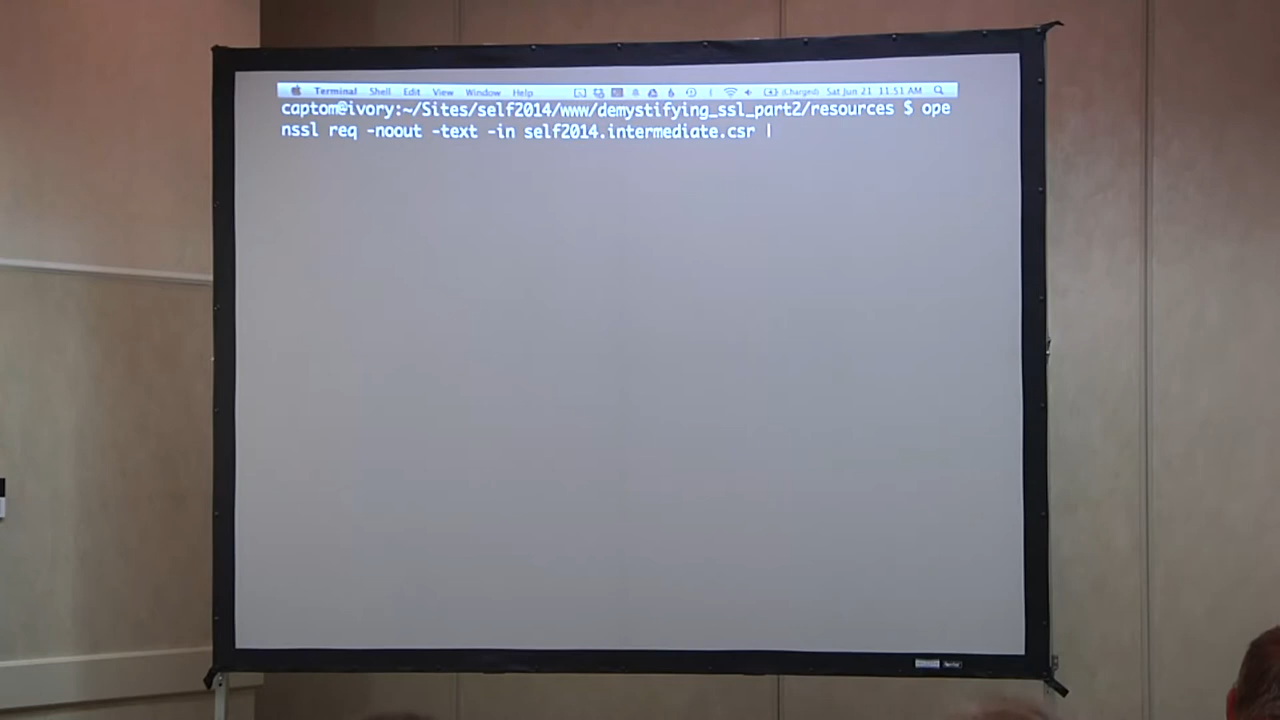 Terminal Shell Edit View Window Help (Charged) Sat Jun 21 11:51 AM
captom@ivory:~/Sites/self2014/www/demystifying_ssl_part2/resources $ ope
nssl req -noout -text -in self2014.intermediate.csr |